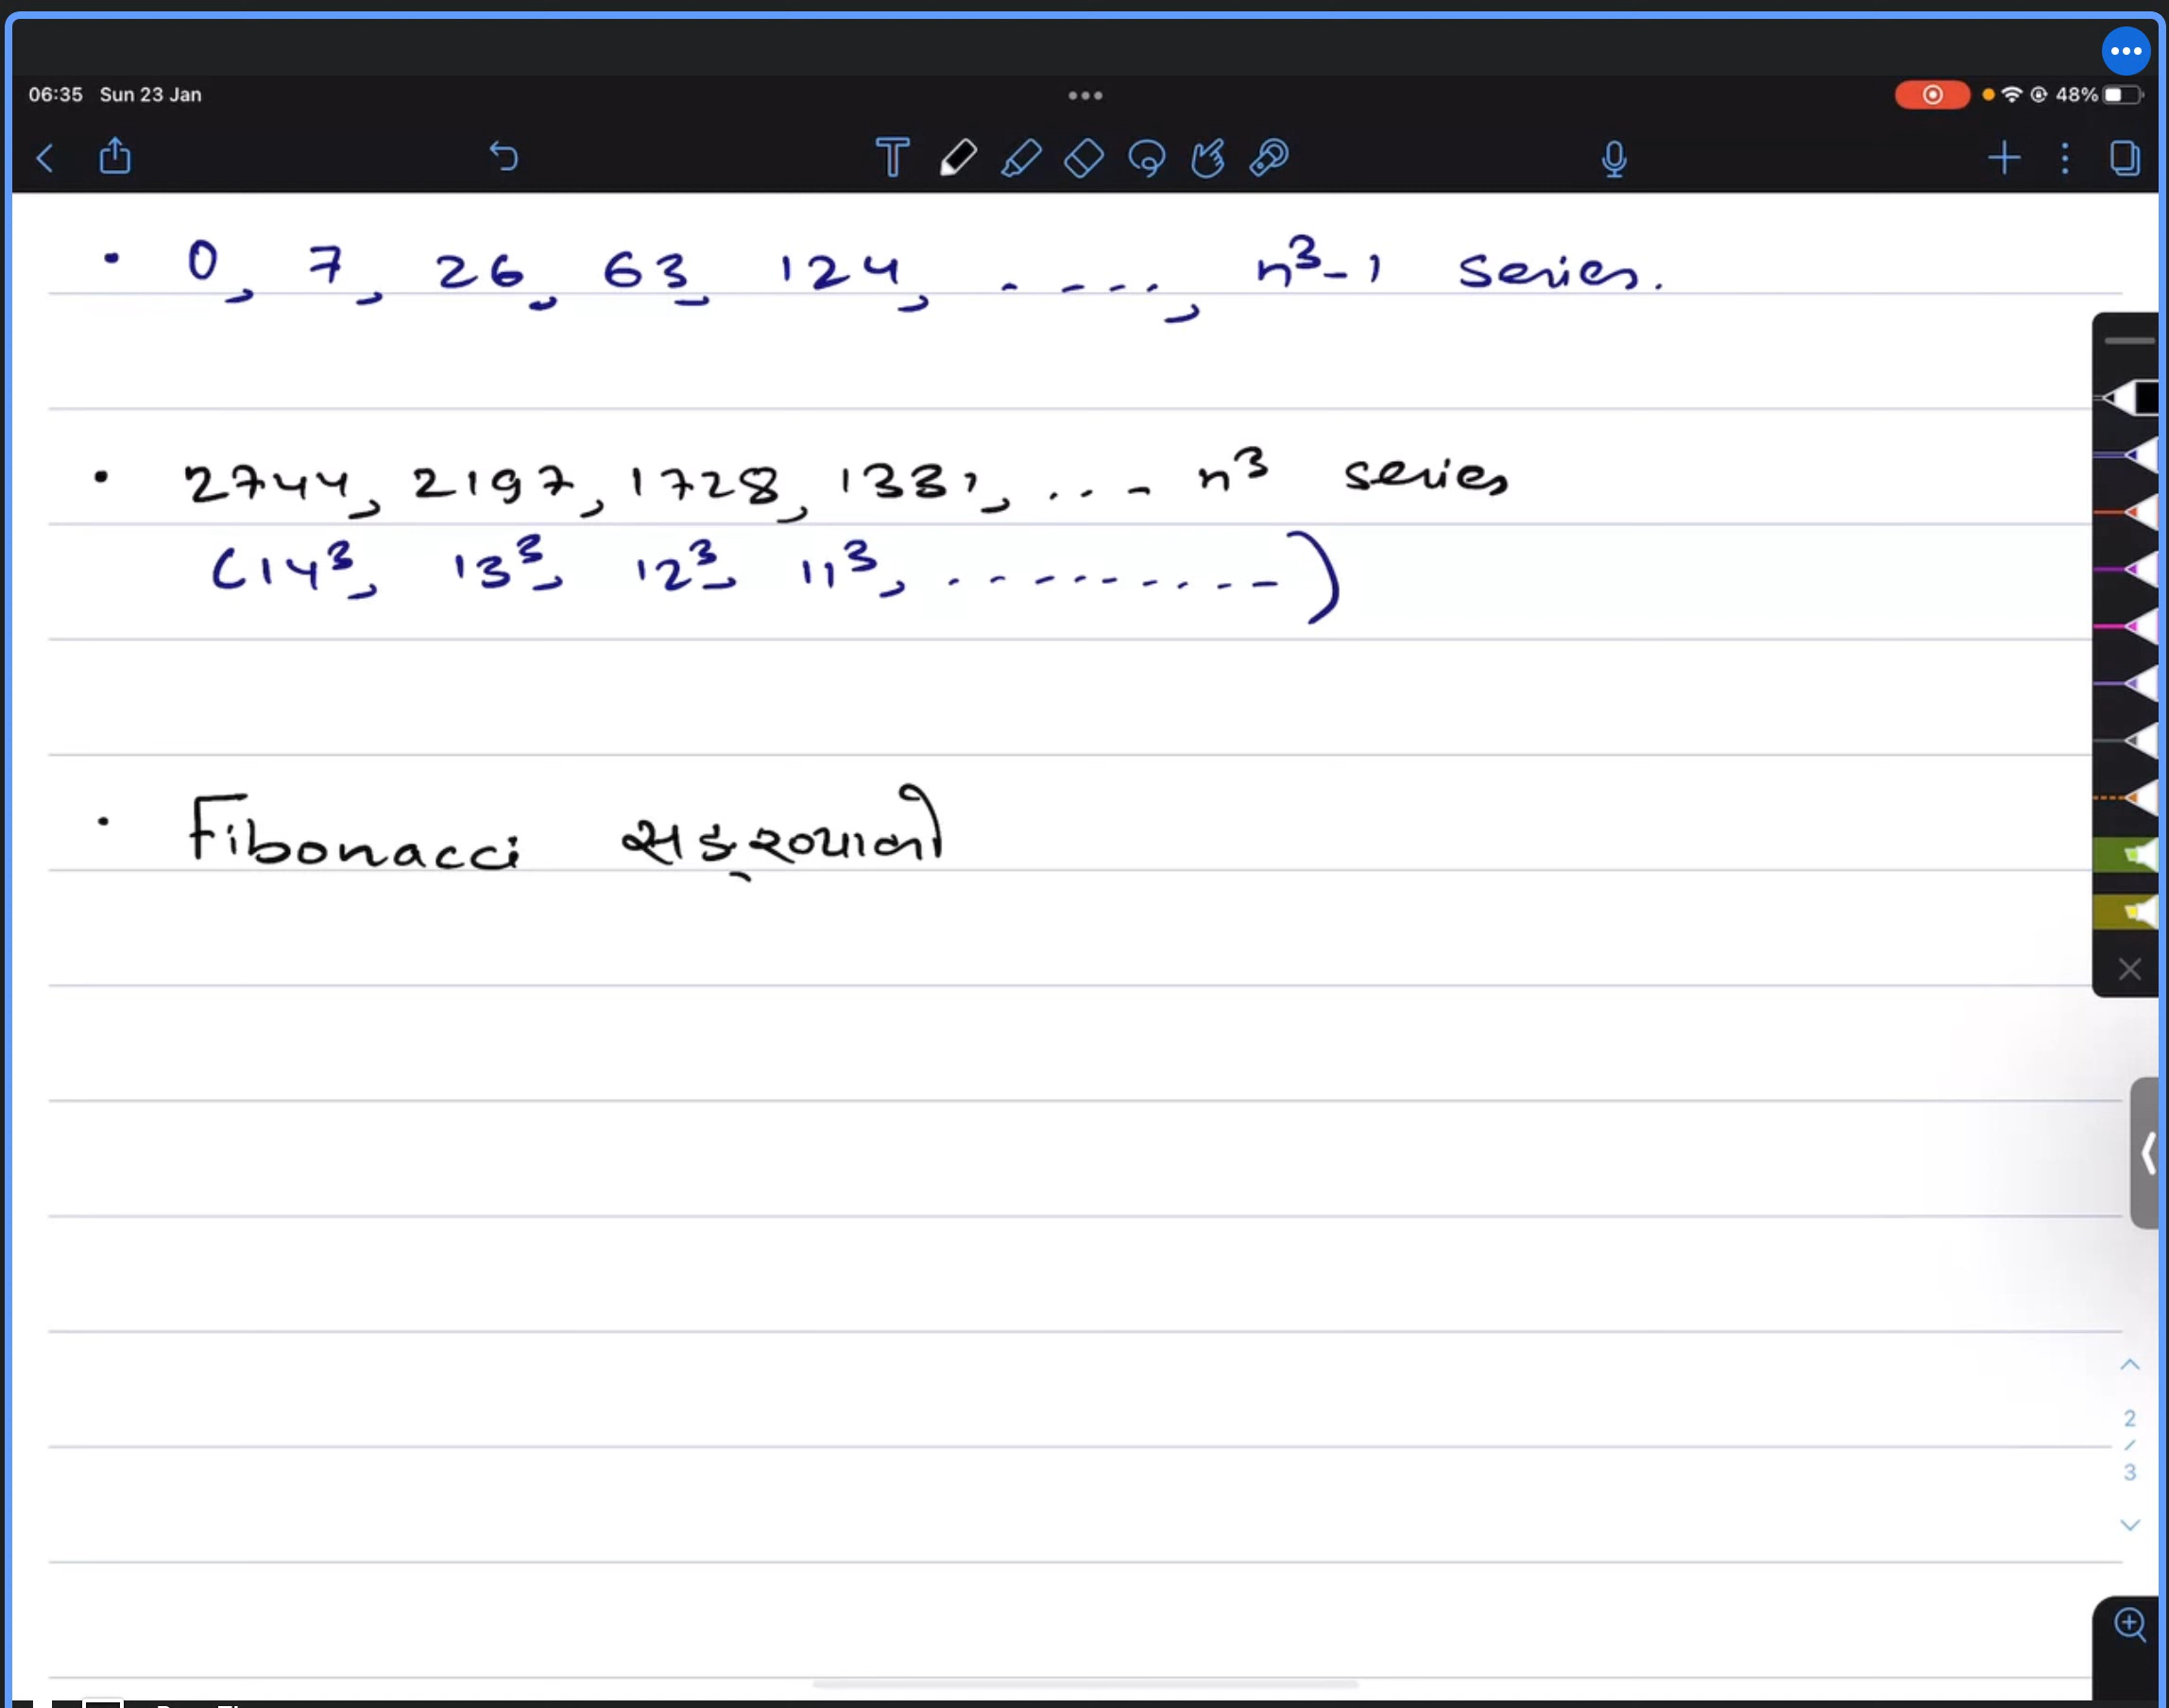 06:35 Sun 23 Jan
48%
• 0, 7, 26, 63, 124, - - - -, n³-1 series.
• 2744, 2197, 1728, 1331, ... n³ series
(14³, 13³, 12³, 11³, - - - - - - - - - -)
• Fibonacci
2
/
3